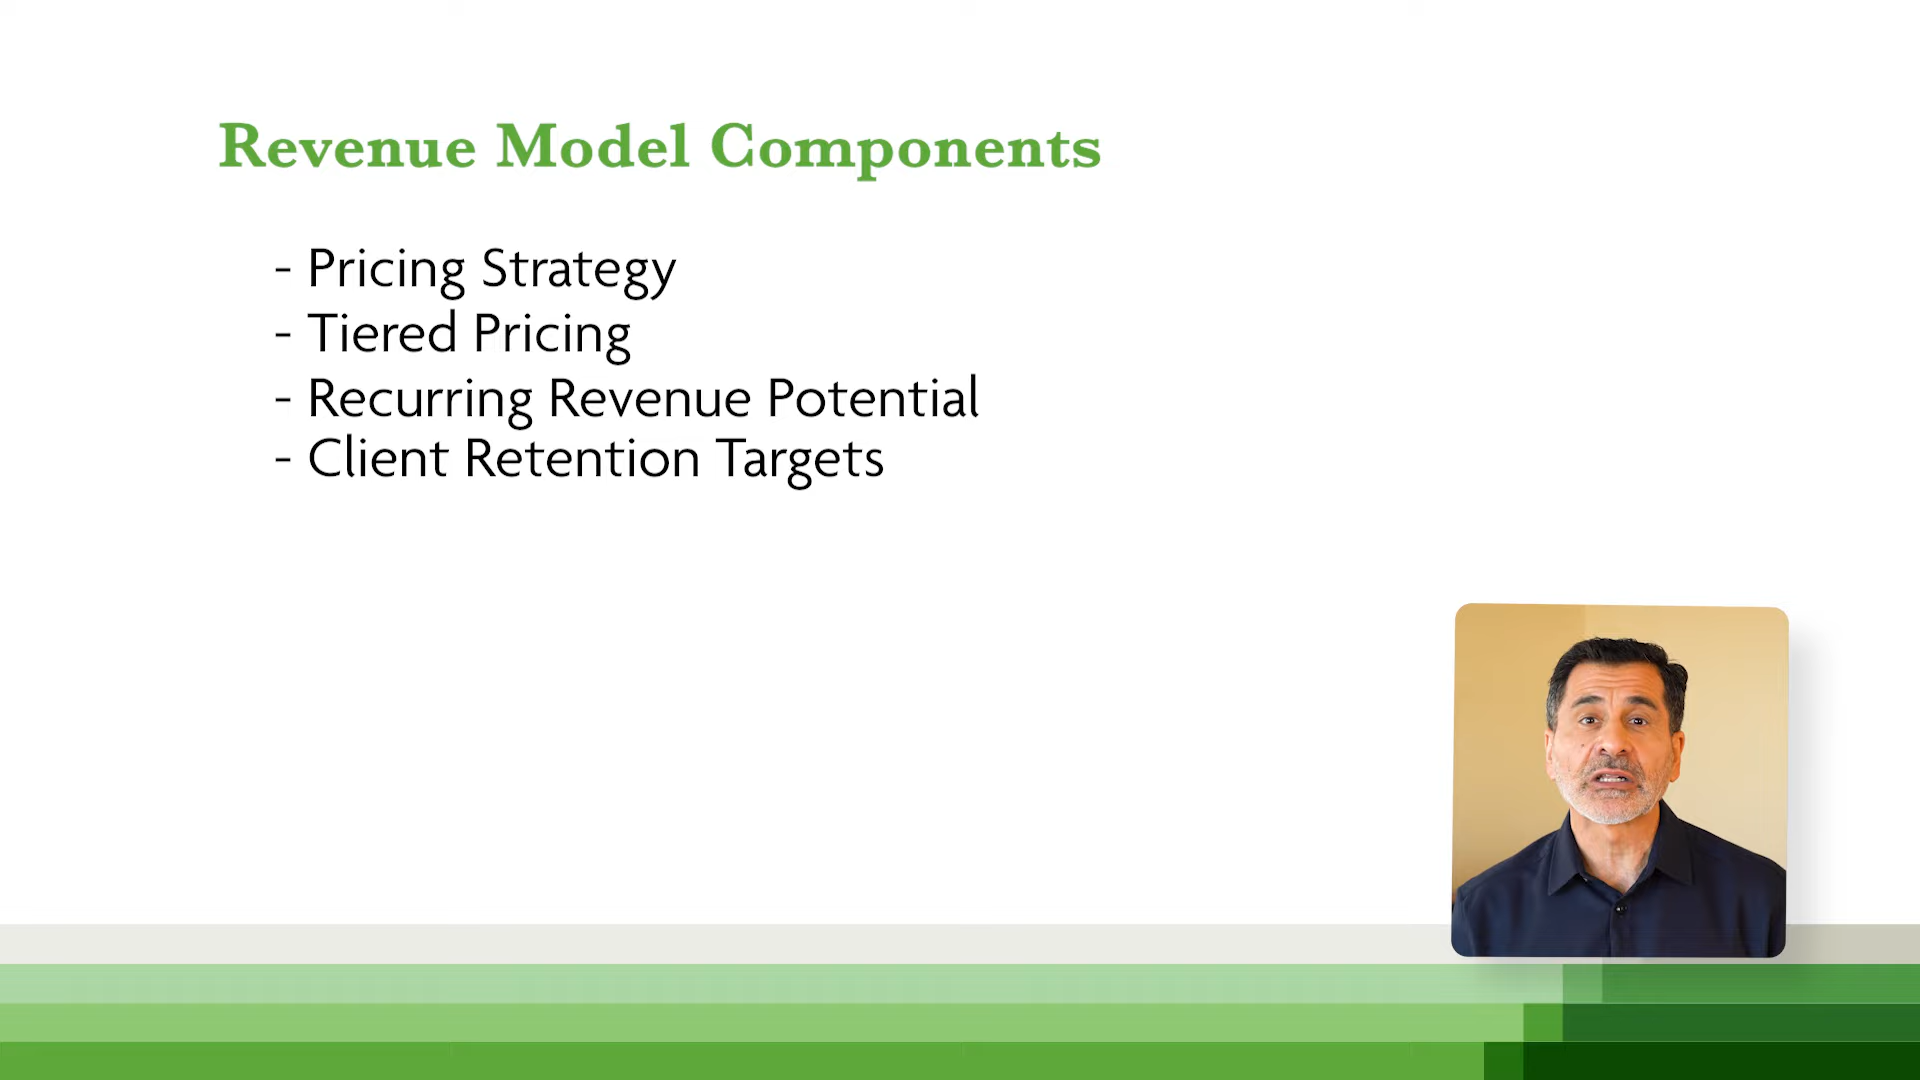 Revenue Model Components
- Pricing Strategy
- Tiered Pricing
- Recurring Revenue Potential
- Client Retention Targets